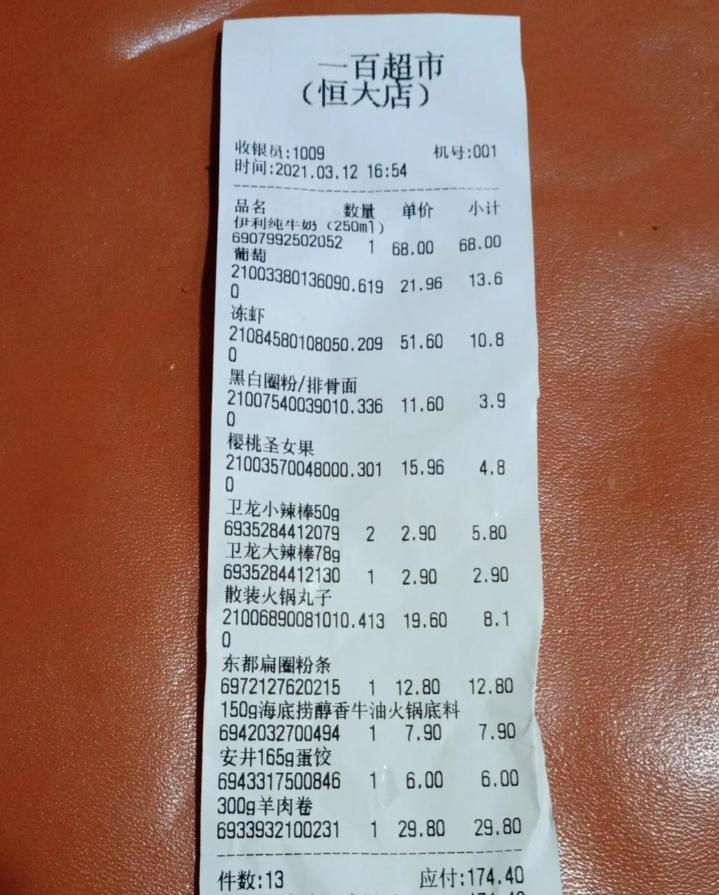 一百超市
（恒大店）
收银员:1009 机号:001
时间:2021.03.12 16:54
品名 数量 单价 小计
伊利纯牛奶（250ml）
6907992502052 1 68.00 68.00
葡萄
21003380136090.619 21.96 13.6
0
冻虾
21084580108050.209 51.60 10.8
0
黑白圈粉/排骨面
21007540039010.336 11.60 3.9
0
樱桃圣女果
21003570048000.301 15.96 4.8
0
卫龙小辣棒50g
6935284412079 2 2.90 5.80
卫龙大辣棒78g
6935284412130 1 2.90 2.90
散装火锅丸子
21006890081010.413 19.60 8.1
0
东都扁圈粉条
6972127620215 1 12.80 12.80
150g海底捞醇香牛油火锅底料
6942032700494 1 7.90 7.90
安井165g蛋饺
6943317500846 1 6.00 6.00
300g羊肉卷
6933932100231 1 29.80 29.80
件数:13 应付:174.40